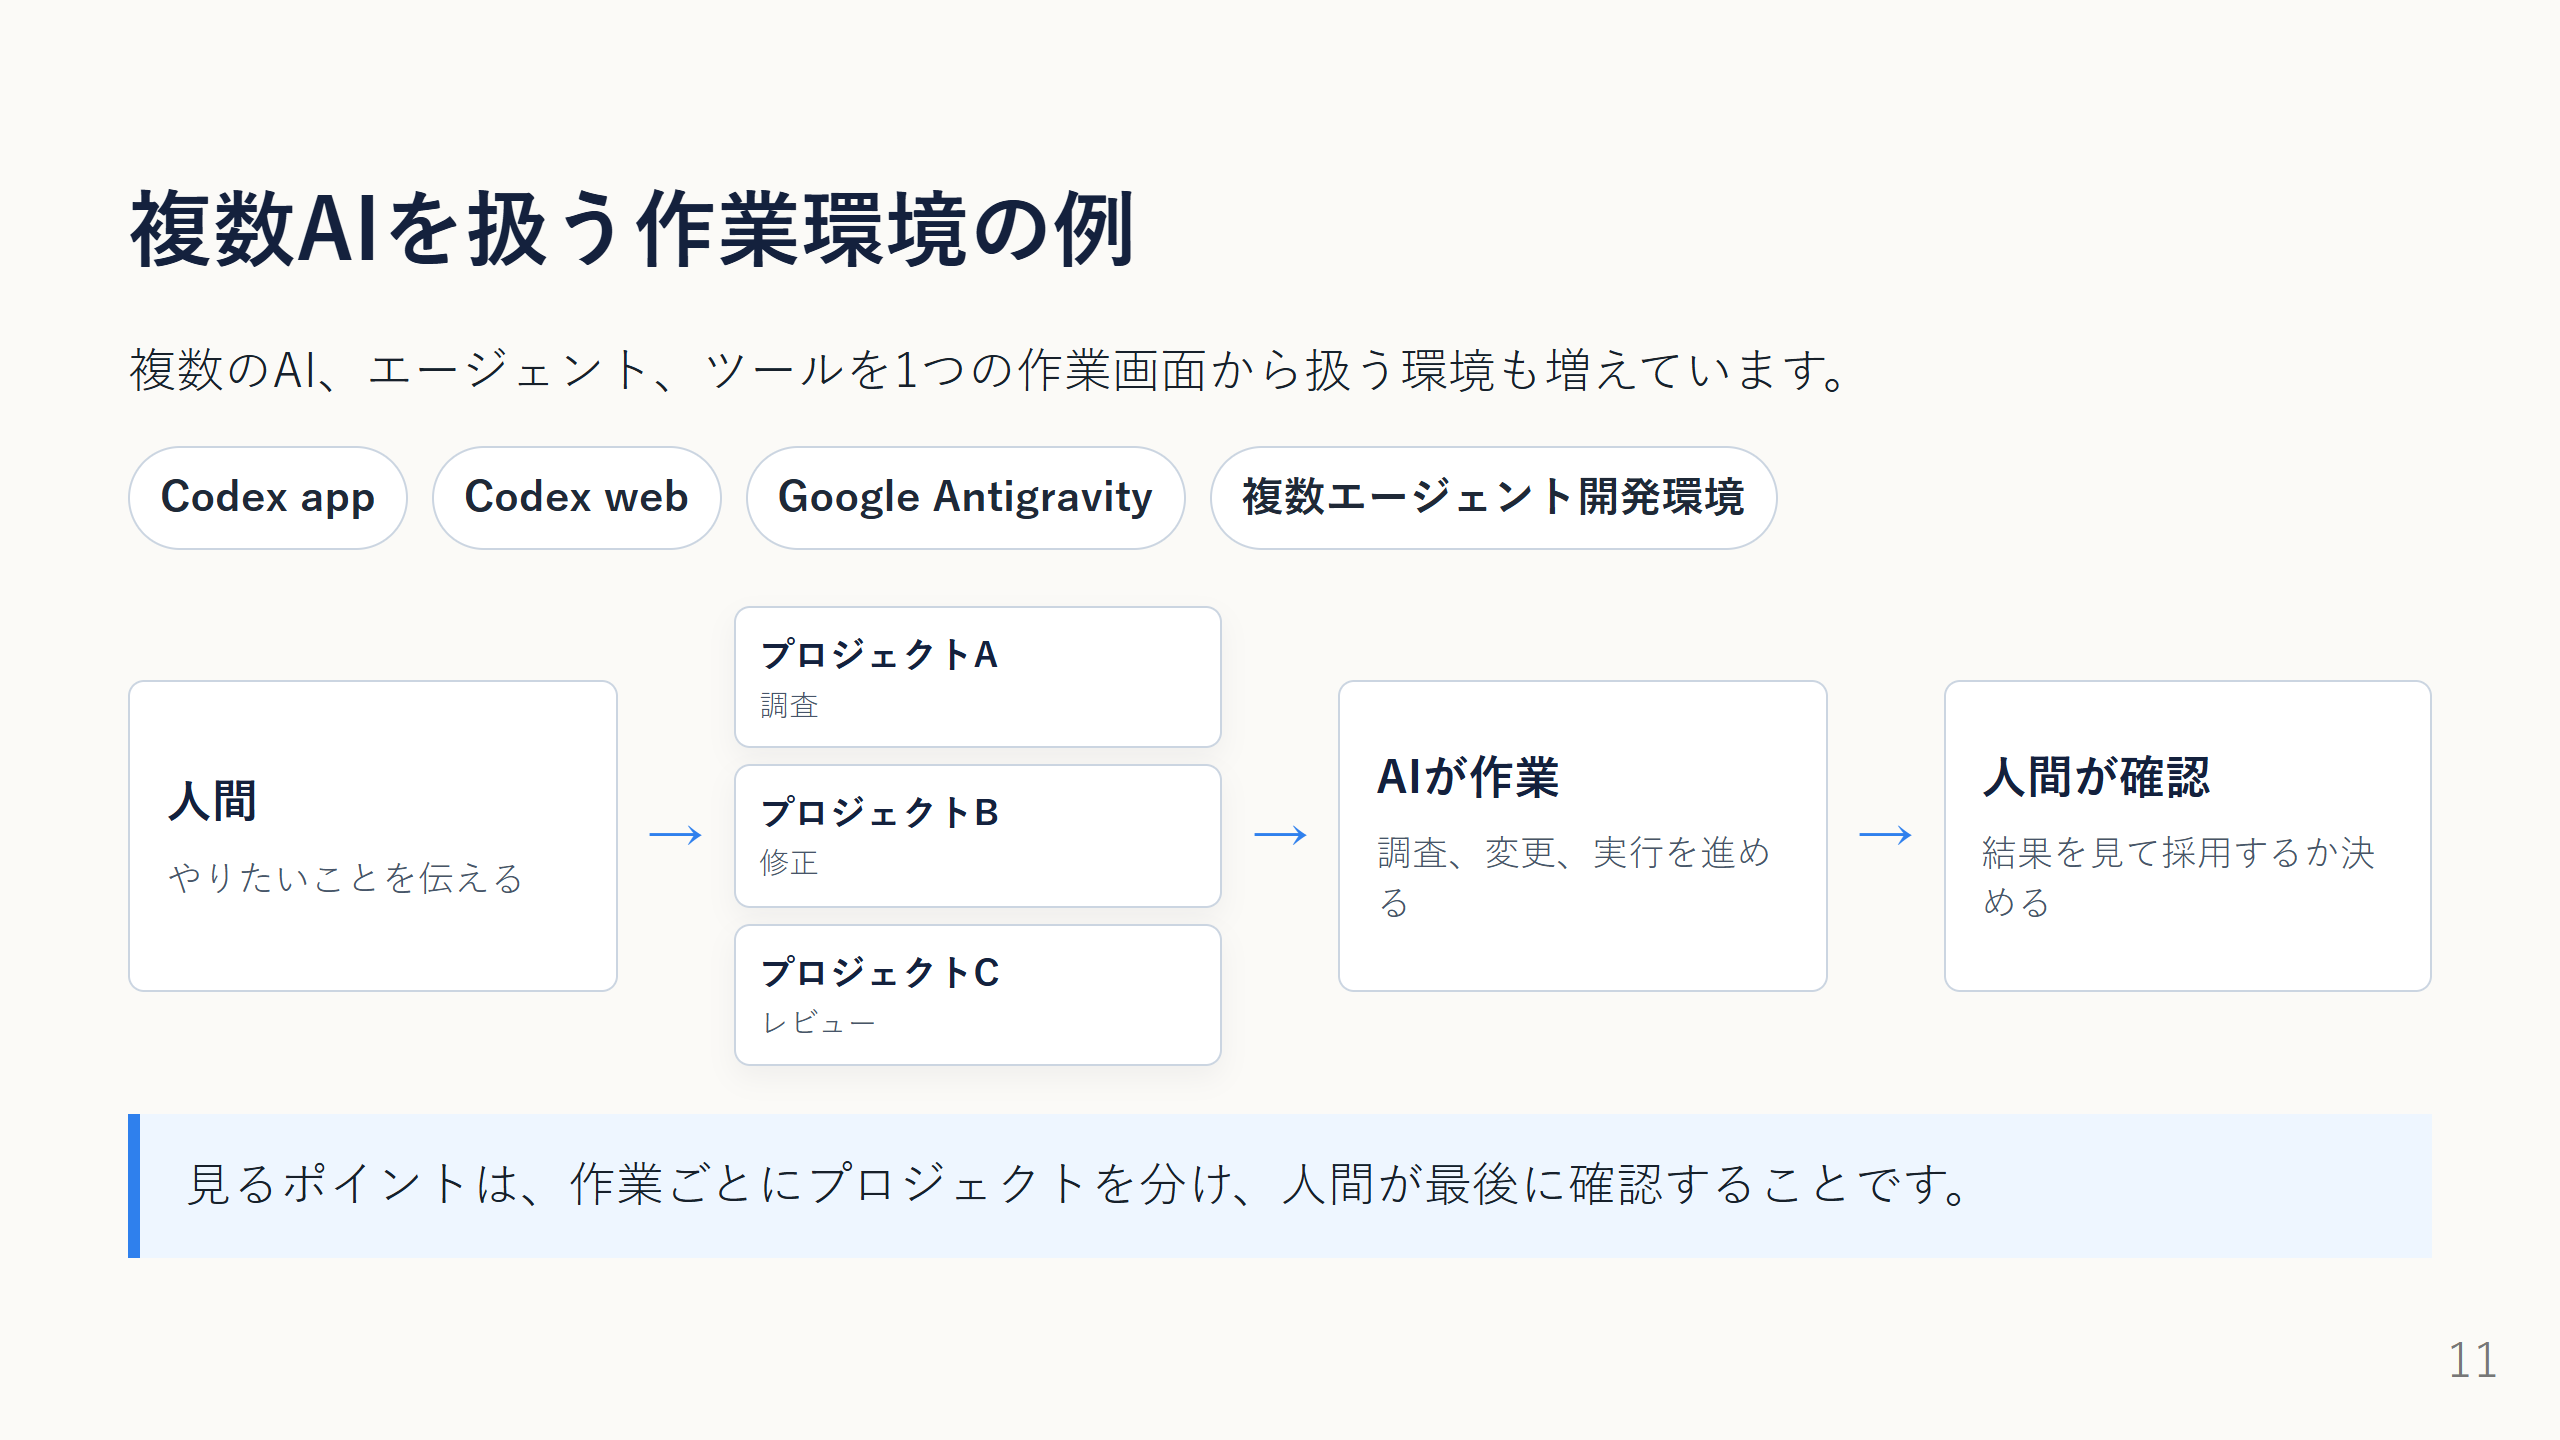 複数AIを扱う作業環境の例
複数のAI、エージェント、ツールを1つの作業画面から扱う環境も増えています。
Codex app
Codex web
Google Antigravity
複数エージェント開発環境
人間
やりたいことを伝える
→
プロジェクトA
調査
プロジェクトB
修正
プロジェクトC
レビュー
→
AIが作業
調査、変更、実行を進め
る
→
人間が確認
結果を見て採用するか決
める
見るポイントは、作業ごとにプロジェクトを分け、人間が最後に確認することです。
11